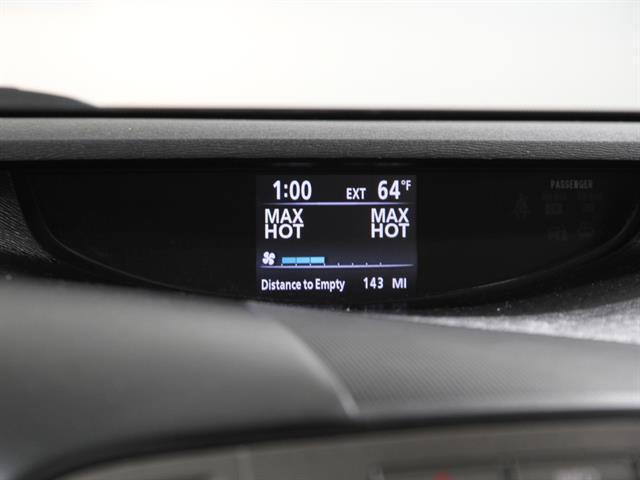 1:00 EXT 64°F
MAX HOT MAX HOT
Distance to Empty 143 MI
PASSENGER